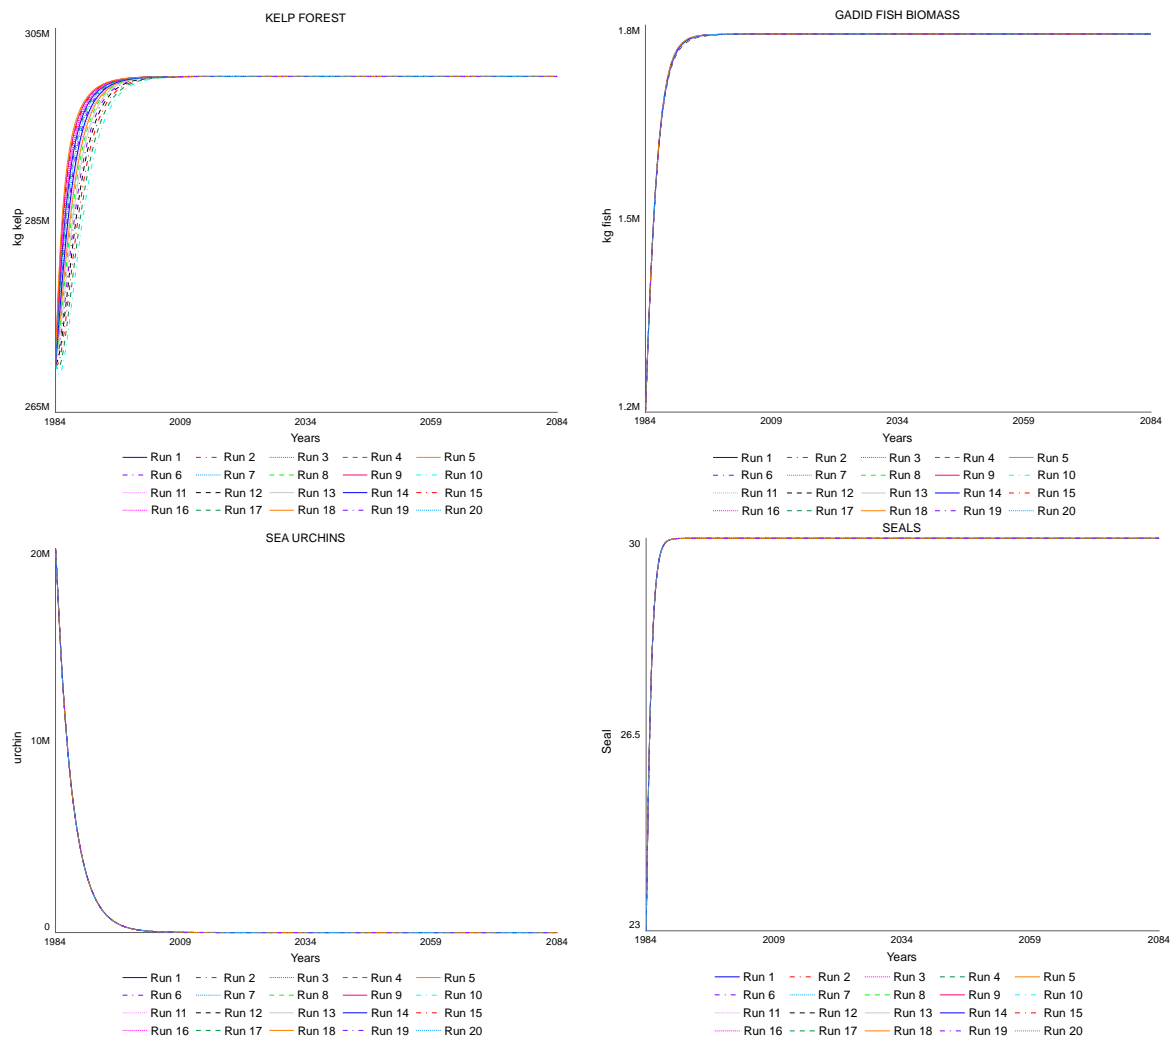 KELP FOREST
305M
285M
265M
kg kelp
1984 2009 2034 2059 2084
Years
Run 1 Run 2 Run 3 Run 4 Run 5
Run 6 Run 7 Run 8 Run 9 Run 10
Run 11 Run 12 Run 13 Run 14 Run 15
Run 16 Run 17 Run 18 Run 19 Run 20
GADID FISH BIOMASS
1.8M
1.5M
1.2M
kg fish
1984 2009 2034 2059 2084
Years
Run 1 Run 2 Run 3 Run 4 Run 5
Run 6 Run 7 Run 8 Run 9 Run 10
Run 11 Run 12 Run 13 Run 14 Run 15
Run 16 Run 17 Run 18 Run 19 Run 20
SEA URCHINS
20M
10M
0
urchin
1984 2009 2034 2059 2084
Years
Run 1 Run 2 Run 3 Run 4 Run 5
Run 6 Run 7 Run 8 Run 9 Run 10
Run 11 Run 12 Run 13 Run 14 Run 15
Run 16 Run 17 Run 18 Run 19 Run 20
SEALS
30
26.5
23
Seal
1984 2009 2034 2059 2084
Years
Run 1 Run 2 Run 3 Run 4 Run 5
Run 6 Run 7 Run 8 Run 9 Run 10
Run 11 Run 12 Run 13 Run 14 Run 15
Run 16 Run 17 Run 18 Run 19 Run 20